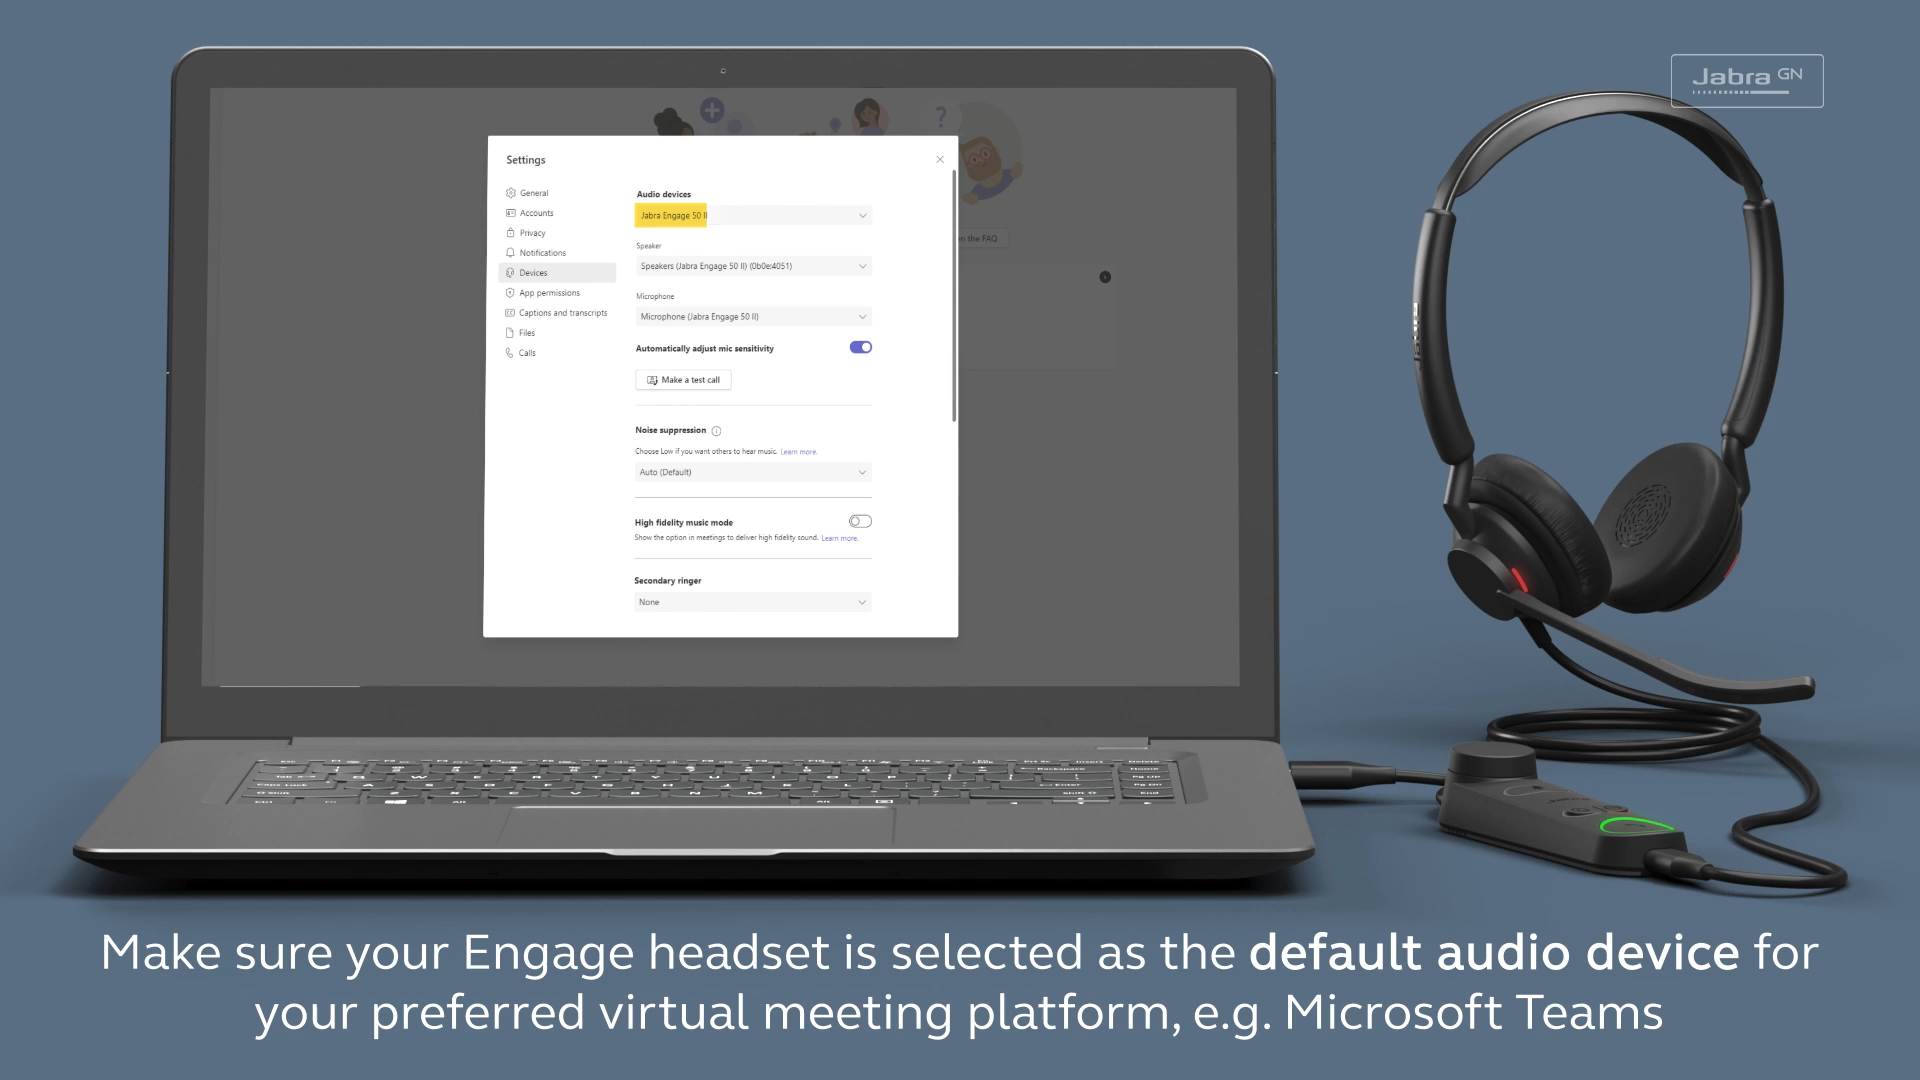 Jabra GN
Settings
General
Accounts
Privacy
Notifications
Devices
App permissions
Captions and transcripts
Files
Calls
Audio devices
Jabra Engage 50 II
Speaker
Speakers (Jabra Engage 50 II) (0b0e:4051)
Microphone
Microphone (Jabra Engage 50 II)
Automatically adjust mic sensitivity
Make a test call
Noise suppression
Choose Low if you want others to hear music. Learn more.
Auto (Default)
High fidelity music mode
Show the option in meetings to deliver high fidelity sound. Learn more.
Secondary ringer
None
the FAQ
Make sure your Engage headset is selected as the default audio device for
your preferred virtual meeting platform, e.g. Microsoft Teams